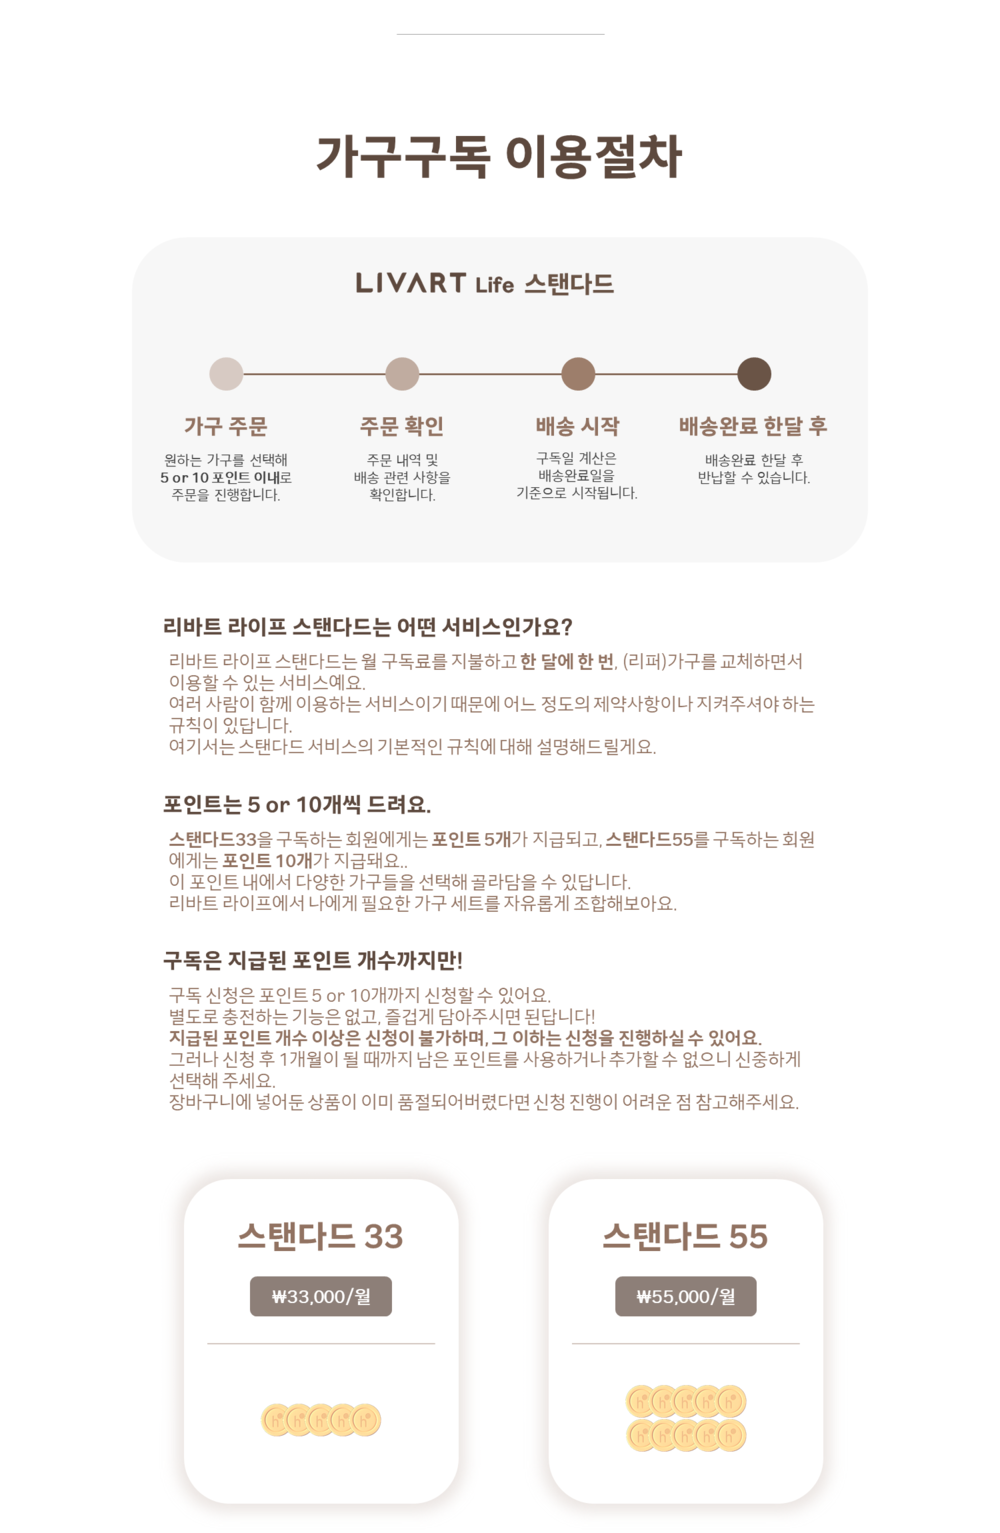 가구구독 이용절차
LIVART Life 스탠다드
가구 주문
원하는 가구를 선택해
5 or 10 포인트 이내로
주문을 진행합니다.
주문 확인
주문 내역 및
배송 관련 사항을
확인합니다.
배송 시작
구독일 계산은
배송완료일을
기준으로 시작됩니다.
배송완료 한달 후
배송완료 한달 후
반납할 수 있습니다.
리바트 라이프 스탠다드는 어떤 서비스인가요?
리바트 라이프 스탠다드는 월 구독료를 지불하고 한 달에 한 번, (리퍼)가구를 교체하면서
이용할 수 있는 서비스예요.
여러 사람이 함께 이용하는 서비스이기 때문에 어느 정도의 제약사항이나 지켜주셔야 하는
규칙이 있답니다.
여기서는 스탠다드 서비스의 기본적인 규칙에 대해 설명해드릴게요.
포인트는 5 or 10개씩 드려요.
스탠다드33을 구독하는 회원에게는 포인트 5개가 지급되고, 스탠다드55를 구독하는 회원
에게는 포인트 10개가 지급돼요..
이 포인트 내에서 다양한 가구들을 선택해 골라담을 수 있답니다.
리바트 라이프에서 나에게 필요한 가구 세트를 자유롭게 조합해보아요.
구독은 지급된 포인트 개수까지만!
구독 신청은 포인트 5 or 10개까지 신청할 수 있어요.
별도로 충전하는 기능은 없고, 즐겁게 담아주시면 된답니다!
지급된 포인트 개수 이상은 신청이 불가하며, 그 이하는 신청을 진행하실 수 있어요.
그러나 신청 후 1개월이 될 때까지 남은 포인트를 사용하거나 추가할 수 없으니 신중하게
선택해 주세요.
장바구니에 넣어둔 상품이 이미 품절되어버렸다면 신청 진행이 어려운 점 참고해주세요.
스탠다드 33
₩33,000/월
스탠다드 55
₩55,000/월